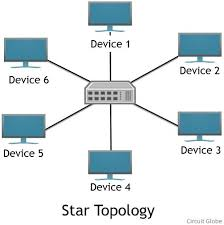 Device 1
Device 2
Device 6
Device 3
Device 5
Device 4
Star Topology
Circuit Globe